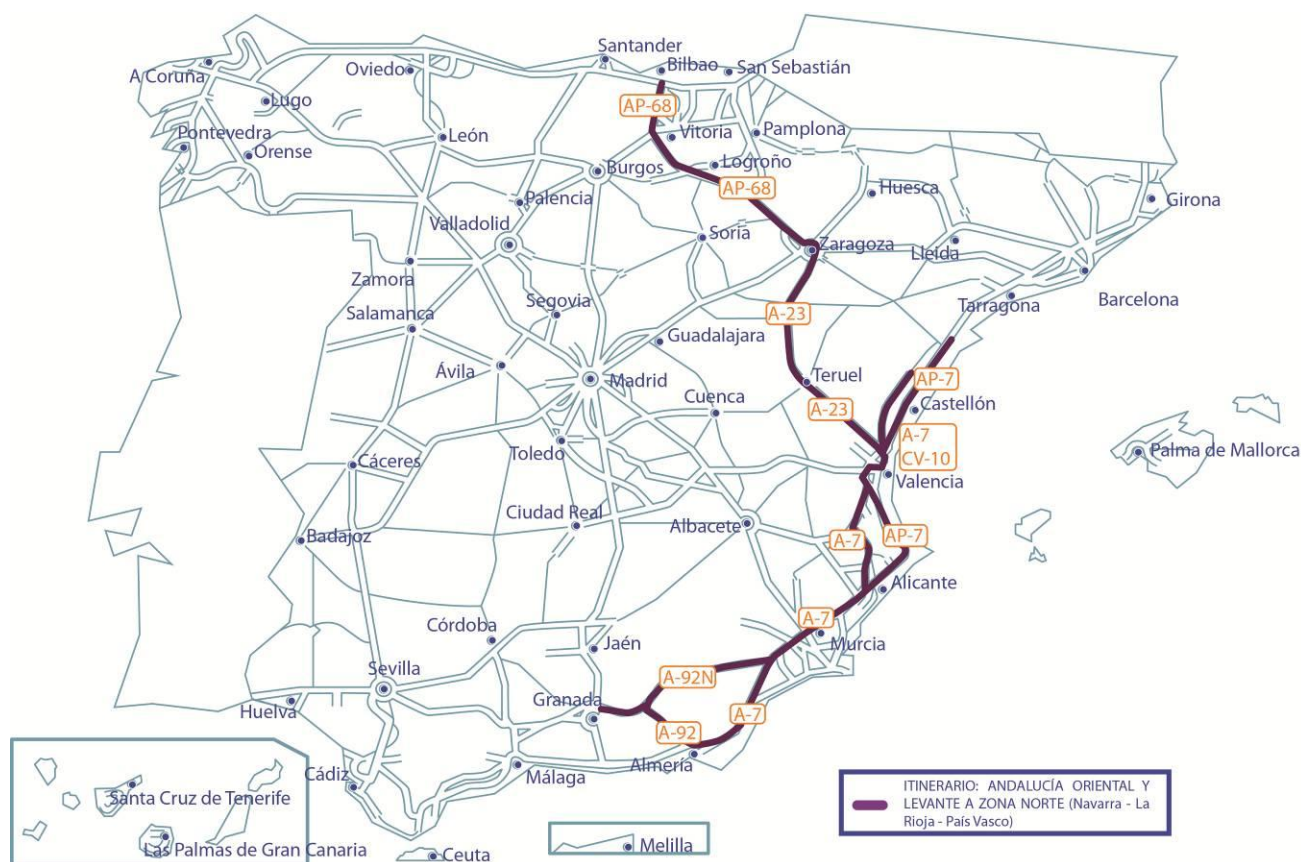 Santander
Bilbao
San Sebastián
A Coruña
Oviedo
Lugo
AP-68
Vitoria
Pamplona
Pontevedra
León
Orense
Logroño
Burgos
AP-68
Huesca
Palencia
Girona
Valladolid
Soria
Zaragoza
Lleida
Zamora
Barcelona
Segovia
Tarragona
Salamanca
A-23
Guadalajara
Ávila
Madrid
Teruel
AP-7
Cuenca
A-23
Castellón
A-7
CV-10
Toledo
Palma de Mallorca
Cáceres
Valencia
Ciudad Real
Albacete
Badajoz
A-7
AP-7
Alicante
A-7
Córdoba
Jaén
Murcia
Sevilla
A-92N
Granada
Huelva
A-7
A-92
Almería
Cádiz
Málaga
Santa Cruz de Tenerife
Las Palmas de Gran Canaria
Ceuta
Melilla
ITINERARIO: ANDALUCÍA ORIENTAL Y
LEVANTE A ZONA NORTE (Navarra - La
Rioja - País Vasco)